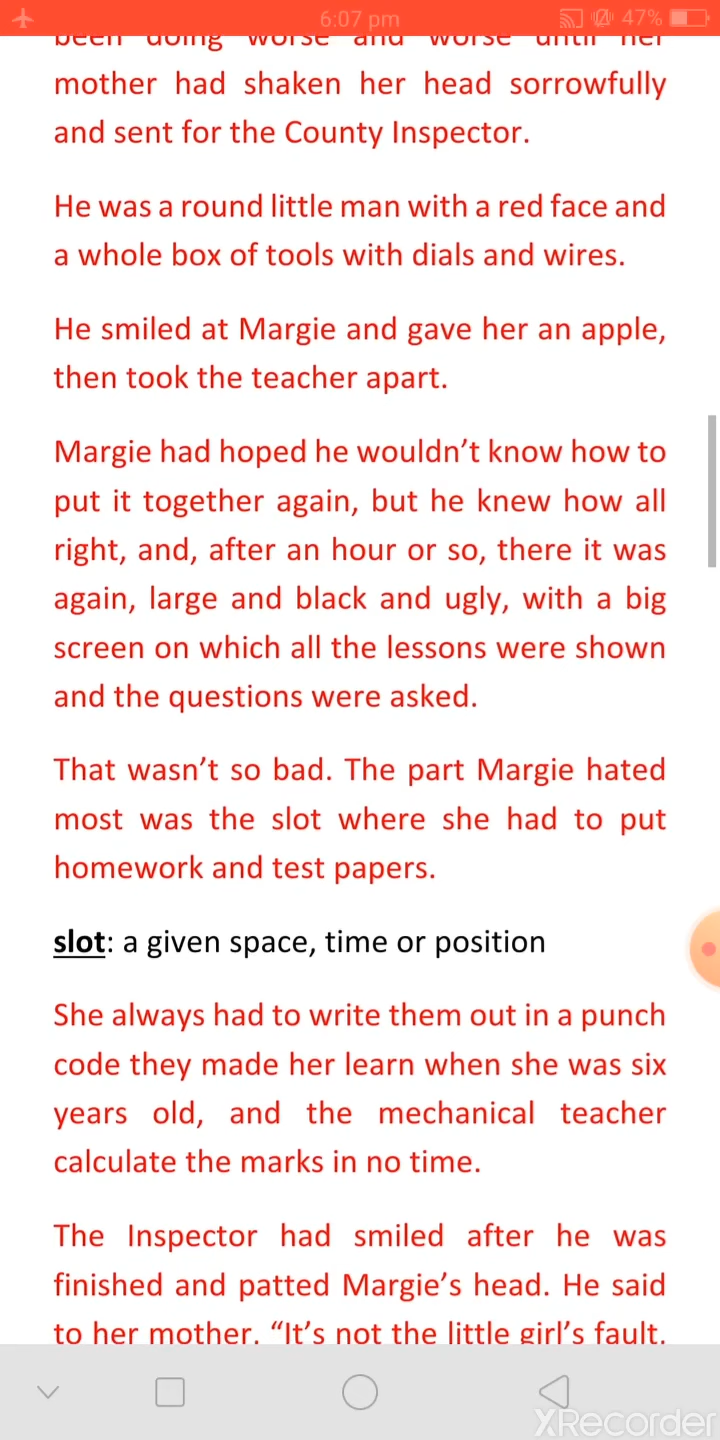 6:07 pm
47%
been doing worse and worse until her
mother had shaken her head sorrowfully
and sent for the County Inspector.
He was a round little man with a red face and
a whole box of tools with dials and wires.
He smiled at Margie and gave her an apple,
then took the teacher apart.
Margie had hoped he wouldn’t know how to
put it together again, but he knew how all
right, and, after an hour or so, there it was
again, large and black and ugly, with a big
screen on which all the lessons were shown
and the questions were asked.
That wasn’t so bad. The part Margie hated
most was the slot where she had to put
homework and test papers.
slot: a given space, time or position
She always had to write them out in a punch
code they made her learn when she was six
years old, and the mechanical teacher
calculate the marks in no time.
The Inspector had smiled after he was
finished and patted Margie’s head. He said
to her mother. “It’s not the little girl’s fault.
XRecorder